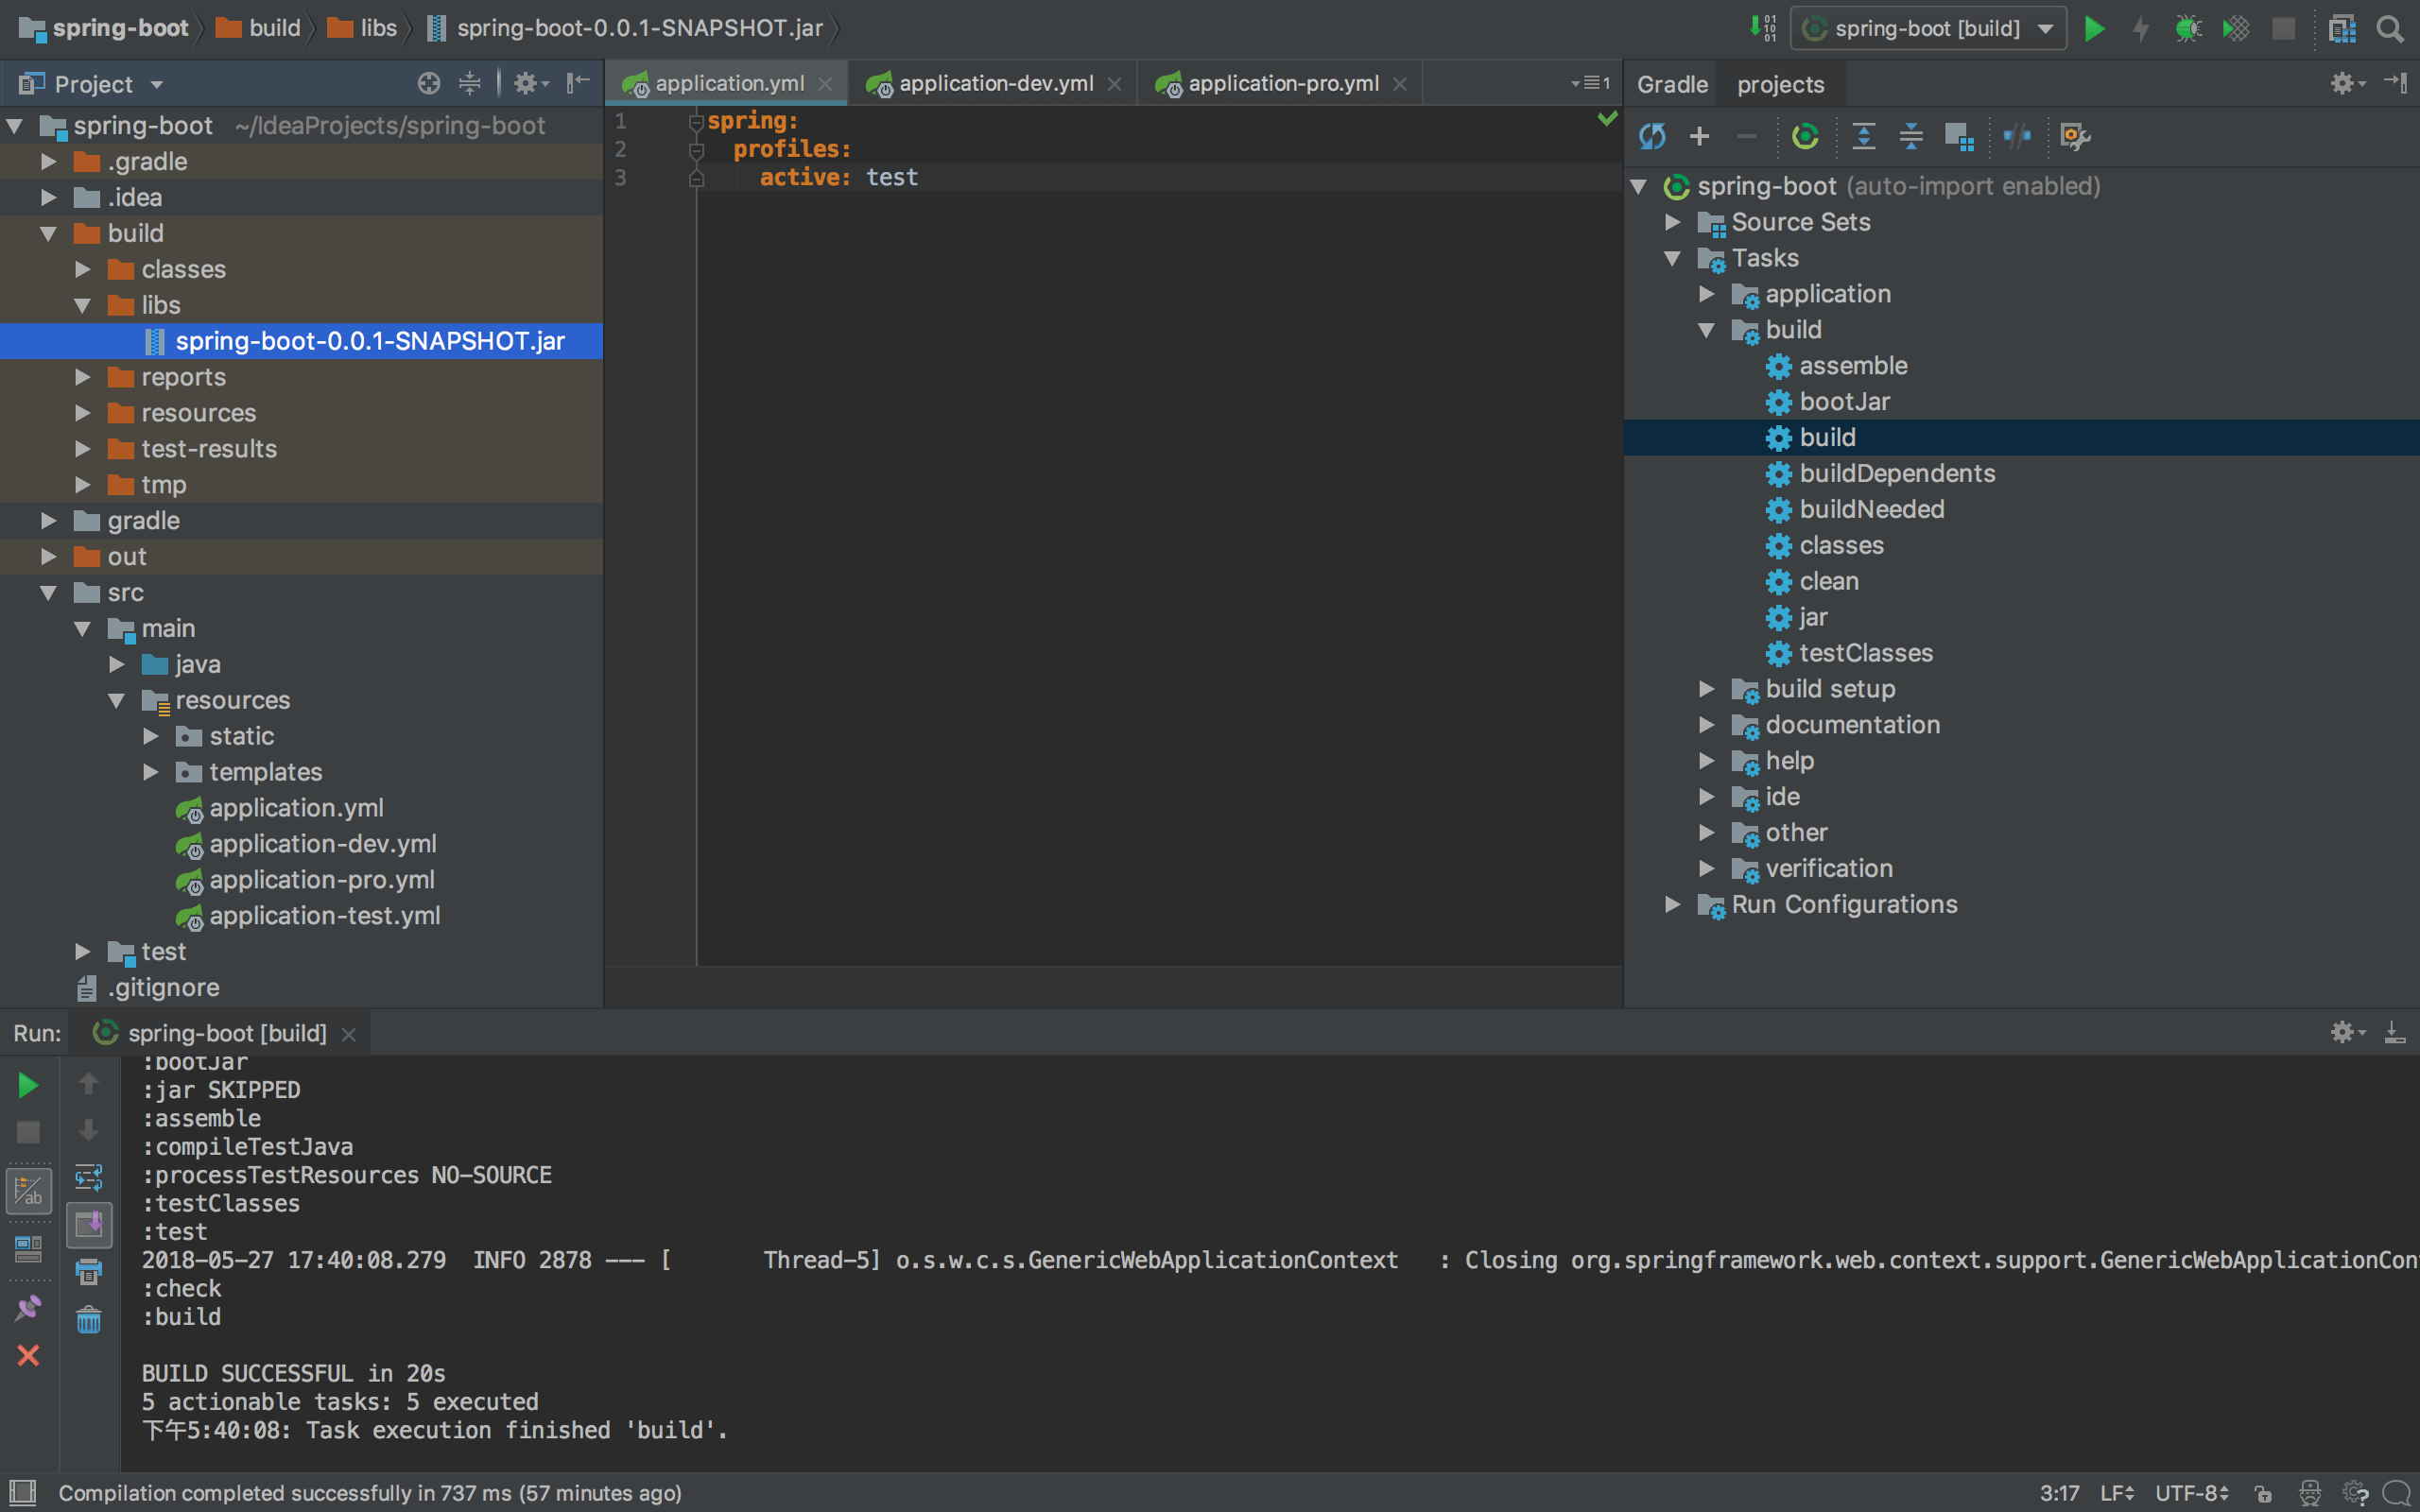 spring-boot build libs spring-boot-0.0.1-SNAPSHOT.jar
spring-boot [build]
Project
spring-boot ~/IdeaProjects/spring-boot
.gradle
.idea
build
classes
libs
spring-boot-0.0.1-SNAPSHOT.jar
reports
resources
test-results
tmp
gradle
out
src
main
java
resources
static
templates
application.yml
application-dev.yml
application-pro.yml
application-test.yml
test
.gitignore
application.yml application-dev.yml application-pro.yml
1
1 spring:
2 profiles:
3 active: test
Gradle projects
spring-boot (auto-import enabled)
Source Sets
Tasks
application
build
assemble
bootJar
build
buildDependents
buildNeeded
classes
clean
jar
testClasses
build setup
documentation
help
ide
other
verification
Run Configurations
Run: spring-boot [build]
:bootJar
:jar SKIPPED
:assemble
:compileTestJava
:processTestResources NO-SOURCE
:testClasses
:test
2018-05-27 17:40:08.279  INFO 2878 --- [       Thread-5] o.s.w.c.s.GenericWebApplicationContext   : Closing org.springframework.web.context.support.GenericWebApplicationCon
:check
:build
BUILD SUCCESSFUL in 20s
5 actionable tasks: 5 executed
下午5:40:08: Task execution finished 'build'.
Compilation completed successfully in 737 ms (57 minutes ago)
3:17 LF UTF-8